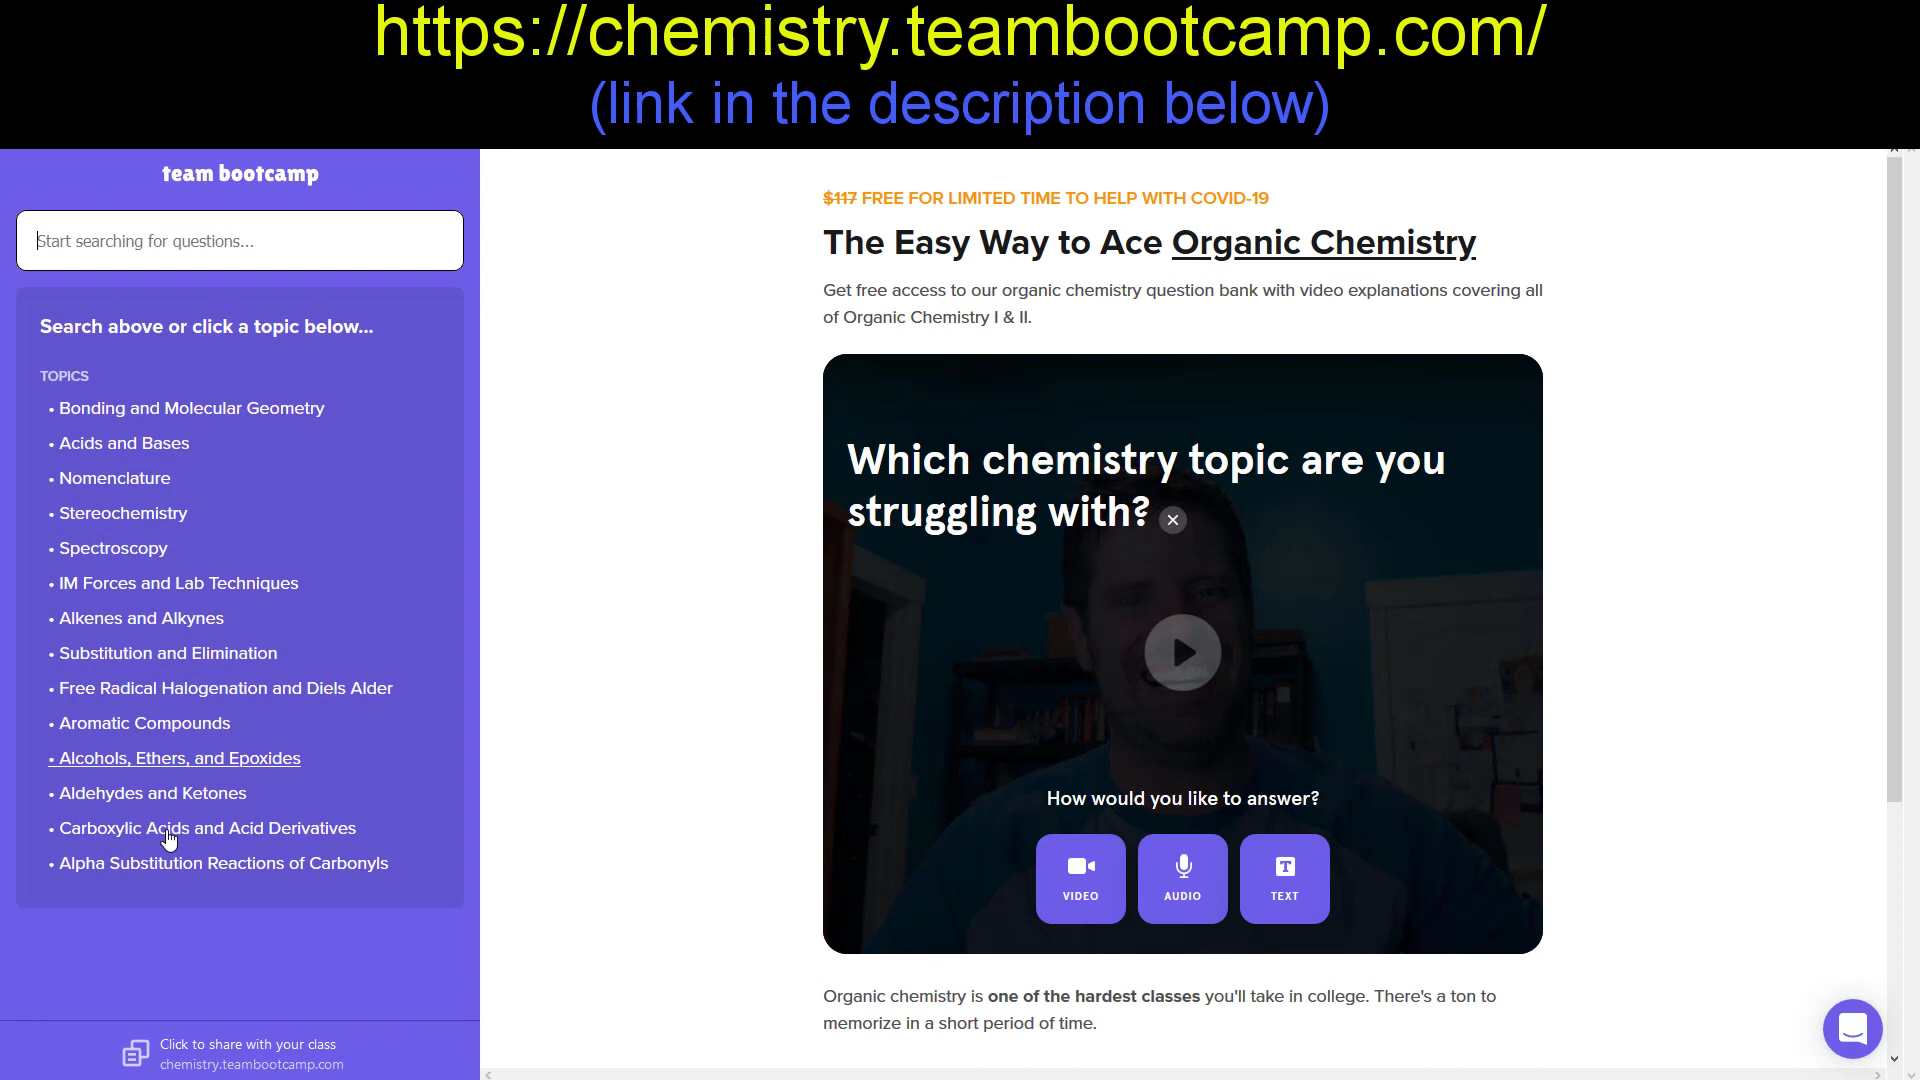 https://chemistry.teambootcamp.com/
(link in the description below)
team bootcamp
Start searching for questions...
Search above or click a topic below...
TOPICS
• Bonding and Molecular Geometry
• Acids and Bases
• Nomenclature
• Stereochemistry
• Spectroscopy
• IM Forces and Lab Techniques
• Alkenes and Alkynes
• Substitution and Elimination
• Free Radical Halogenation and Diels Alder
• Aromatic Compounds
• Alcohols, Ethers, and Epoxides
• Aldehydes and Ketones
• Carboxylic Acids and Acid Derivatives
• Alpha Substitution Reactions of Carbonyls
Click to share with your class
chemistry.teambootcamp.com
$117 FREE FOR LIMITED TIME TO HELP WITH COVID-19
The Easy Way to Ace Organic Chemistry
Get free access to our organic chemistry question bank with video explanations covering all
of Organic Chemistry I & II.
Which chemistry topic are you
struggling with?
How would you like to answer?
VIDEO
AUDIO
T
TEXT
Organic chemistry is one of the hardest classes you'll take in college. There's a ton to
memorize in a short period of time.